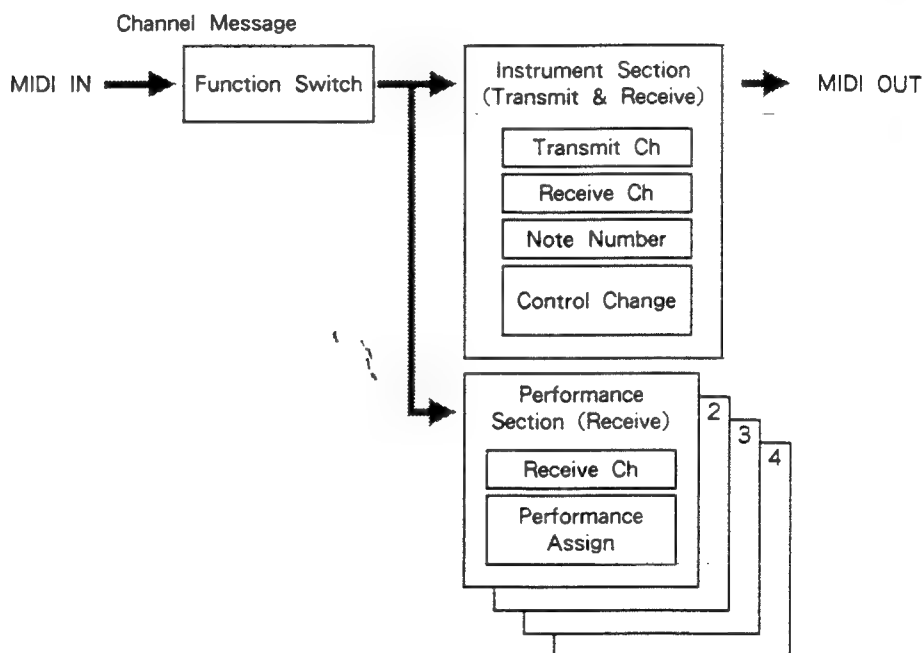 Channel Message
MIDI IN
Function Switch
Instrument Section
(Transmit & Receive)
MIDI OUT
Transmit Ch
Receive Ch
Note Number
Control Change
Performance
Section (Receive)
2
3
4
Receive Ch
Performance
Assign